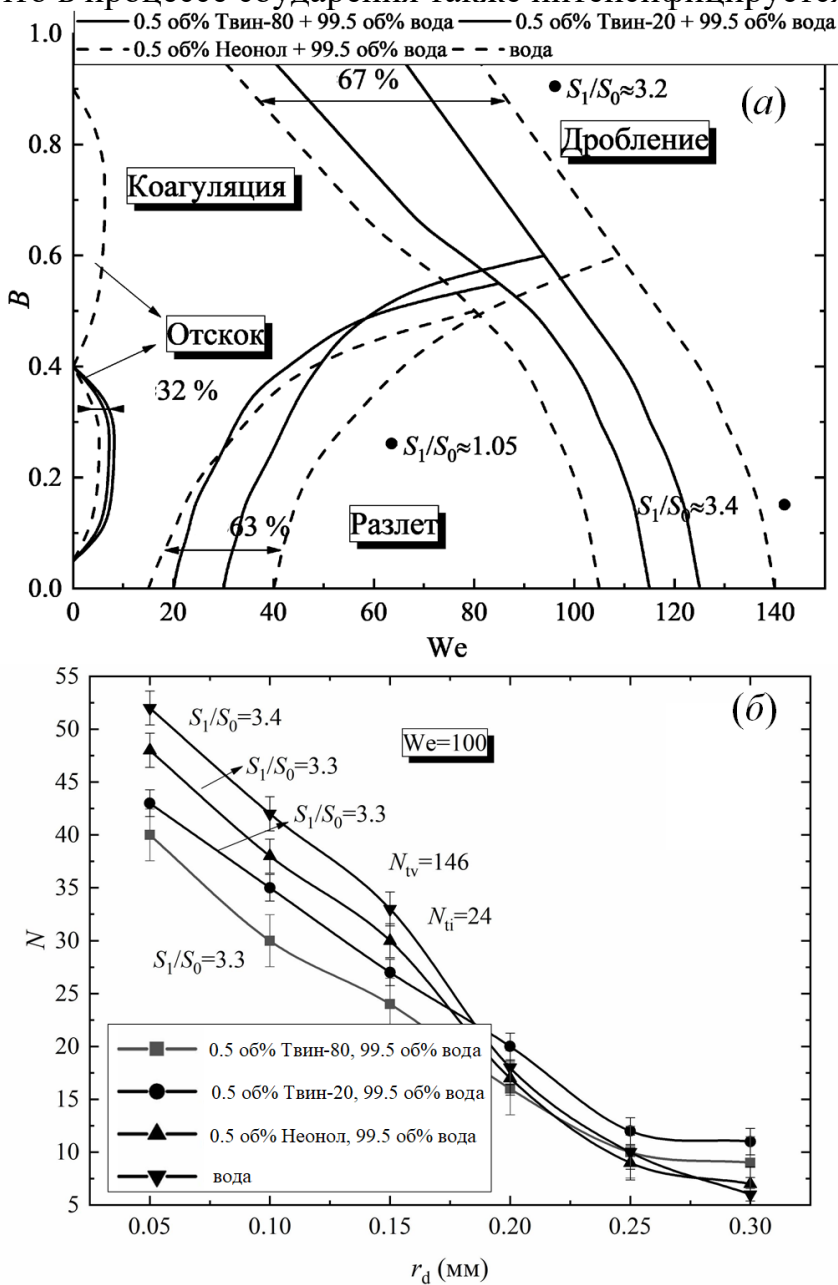 что в процессе соударения также интенсифицируется
0.5 об% Твин-80 + 99.5 об% вода 0.5 об% Твин-20 + 99.5 об% вода
0.5 об% Неонол + 99.5 об% вода вода
1.0
67 %
S₁/S₀≈3.2
(а)
Дробление
Коагуляция
0.8
0.6
B
Отскок
0.4
32 %
S₁/S₀≈1.05
0.2
63 %
Разлет
S₁/S₀≈3.4
0.0
0 20 40 60 80 100 120 140
We
55
(б)
S₁/S₀=3.4
We=100
50
S₁/S₀=3.3
45
S₁/S₀=3.3
40
Nₜᵥ=146
35
Nₜᵢ=24
N
30
S₁/S₀=3.3
25
20
0.5 об% Твин-80, 99.5 об% вода
0.5 об% Твин-20, 99.5 об% вода
15
0.5 об% Неонол, 99.5 об% вода
10
вода
5
0.05 0.10 0.15 0.20 0.25 0.30
r_d (мм)